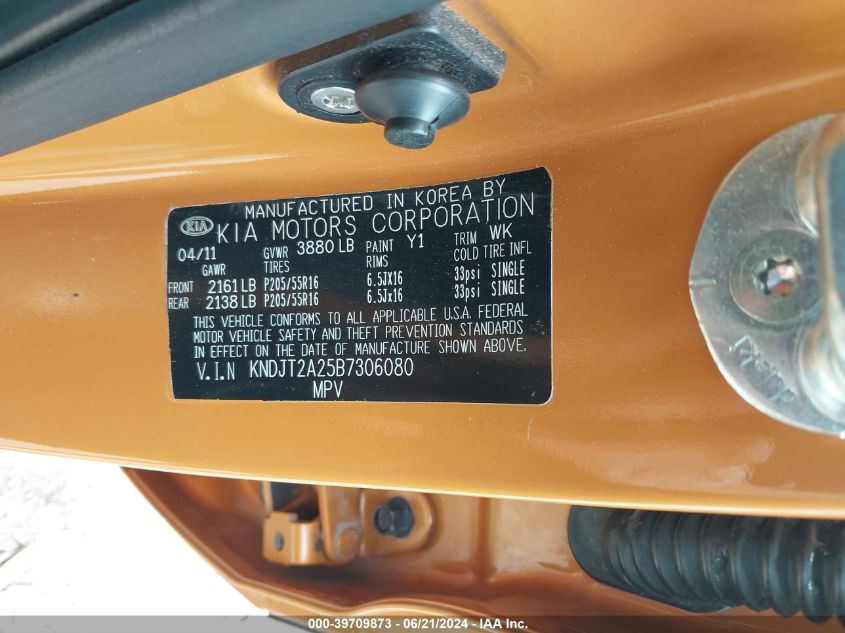 MANUFACTURED IN KOREA BY
KIA KIA MOTORS CORPORATION
04/11 GVWR 3880 LB PAINT Y1 TRIM WK
GAWR TIRES RIMS COLD TIRE INFL
FRONT 2161 LB P205/55R16 6.5JX16 33psi SINGLE
REAR 2138 LB P205/55R16 6.5Jx16 33psi SINGLE
THIS VEHICLE CONFORMS TO ALL APPLICABLE U.S.A. FEDERAL
MOTOR VEHICLE SAFETY AND THEFT PREVENTION STANDARDS
IN EFFECT ON THE DATE OF MANUFACTURE SHOWN ABOVE.
V.I.N KNDJT2A25B7306080
MPV
000-39709873 - 06/21/2024 - IAA Inc.